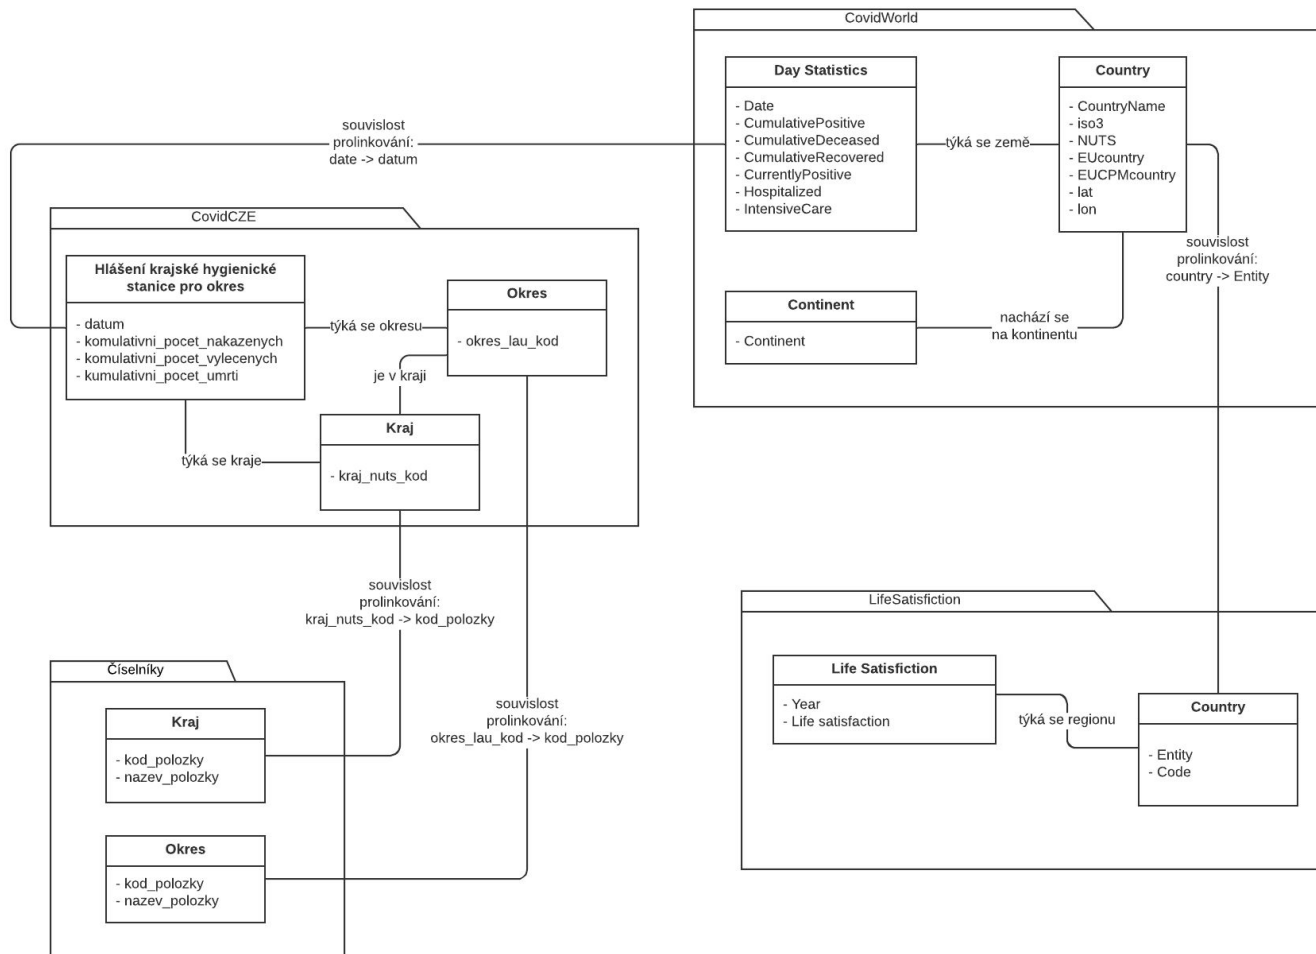 CovidWorld
Day Statistics
- Date
- CumulativePositive
- CumulativeDeceased
- CumulativeRecovered
- CurrentlyPositive
- Hospitalized
- IntensiveCare
týká se země
Country
- CountryName
- iso3
- NUTS
- EUcountry
- EUCPMcountry
- lat
- lon
Continent
- Continent
nachází se
na kontinentu
souvislost
prolinkování:
date -> datum
souvislost
prolinkování:
country -> Entity
CovidCZE
Hlášení krajské hygienické
stanice pro okres
- datum
- komulativni_pocet_nakazenych
- komulativni_pocet_vylecenych
- kumulativni_pocet_umrti
týká se okresu
Okres
- okres_lau_kod
je v kraji
Kraj
- kraj_nuts_kod
týká se kraje
souvislost
prolinkování:
kraj_nuts_kod -> kod_polozky
souvislost
prolinkování:
okres_lau_kod -> kod_polozky
Číselníky
Kraj
- kod_polozky
- nazev_polozky
Okres
- kod_polozky
- nazev_polozky
LifeSatisfiction
Life Satisfiction
- Year
- Life satisfaction
týká se regionu
Country
- Entity
- Code